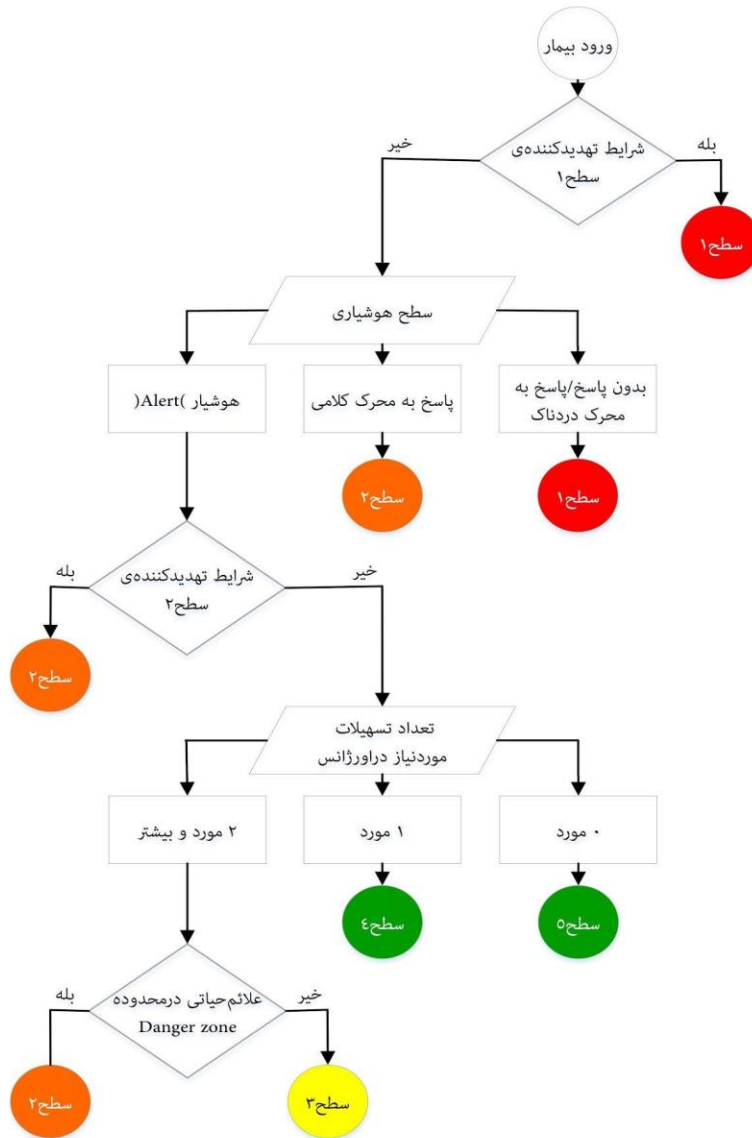 ورود بیمار
شرایط تهدیدکننده‌ی
سطح۱
بله
خیر
سطح۱
سطح هوشیاری
بدون پاسخ/پاسخ به
محرک دردناک
پاسخ به محرک کلامی
هوشیار )Alert(
سطح۱
سطح۲
شرایط تهدیدکننده‌ی
سطح۲
خیر
بله
سطح۲
تعداد تسهیلات
موردنیاز دراورژانس
۰ مورد
۱ مورد
۲ مورد و بیشتر
سطح۵
سطح٤
علائم‌حیاتی درمحدوده
Danger zone
خیر
بله
سطح۳
سطح۲